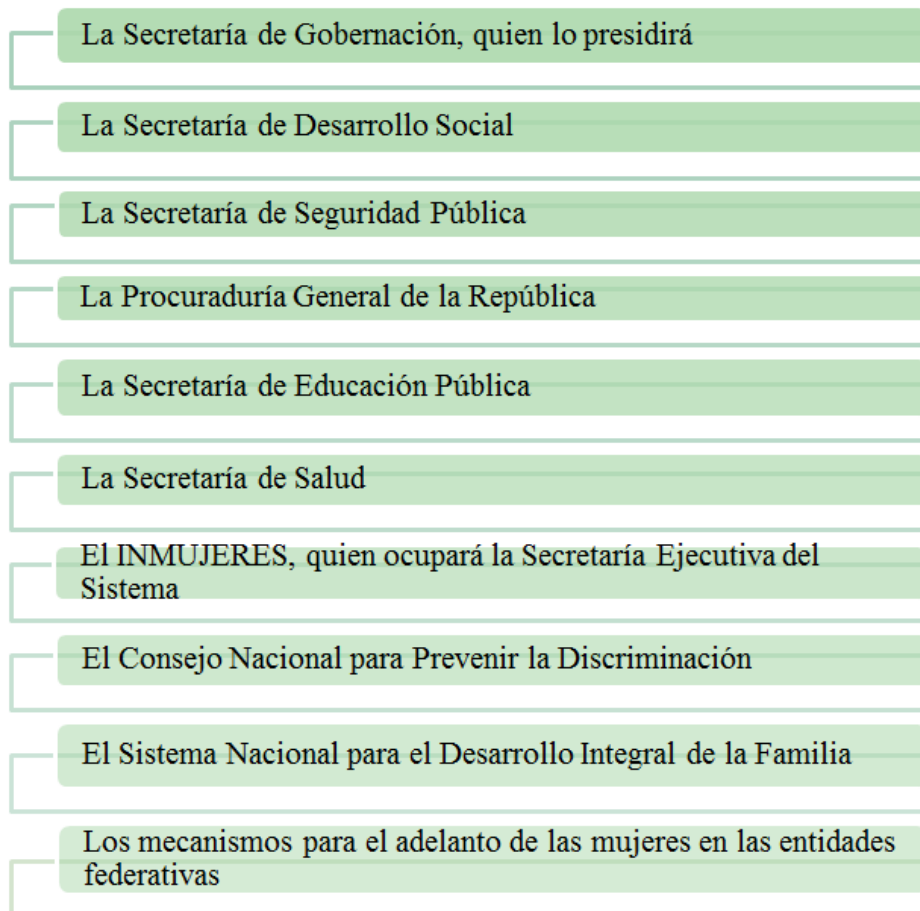 La Secretaría de Gobernación, quien lo presidirá
La Secretaría de Desarrollo Social
La Secretaría de Seguridad Pública
La Procuraduría General de la República
La Secretaría de Educación Pública
La Secretaría de Salud
El INMUJERES, quien ocupará la Secretaría Ejecutiva del
Sistema
El Consejo Nacional para Prevenir la Discriminación
El Sistema Nacional para el Desarrollo Integral de la Familia
Los mecanismos para el adelanto de las mujeres en las entidades
federativas